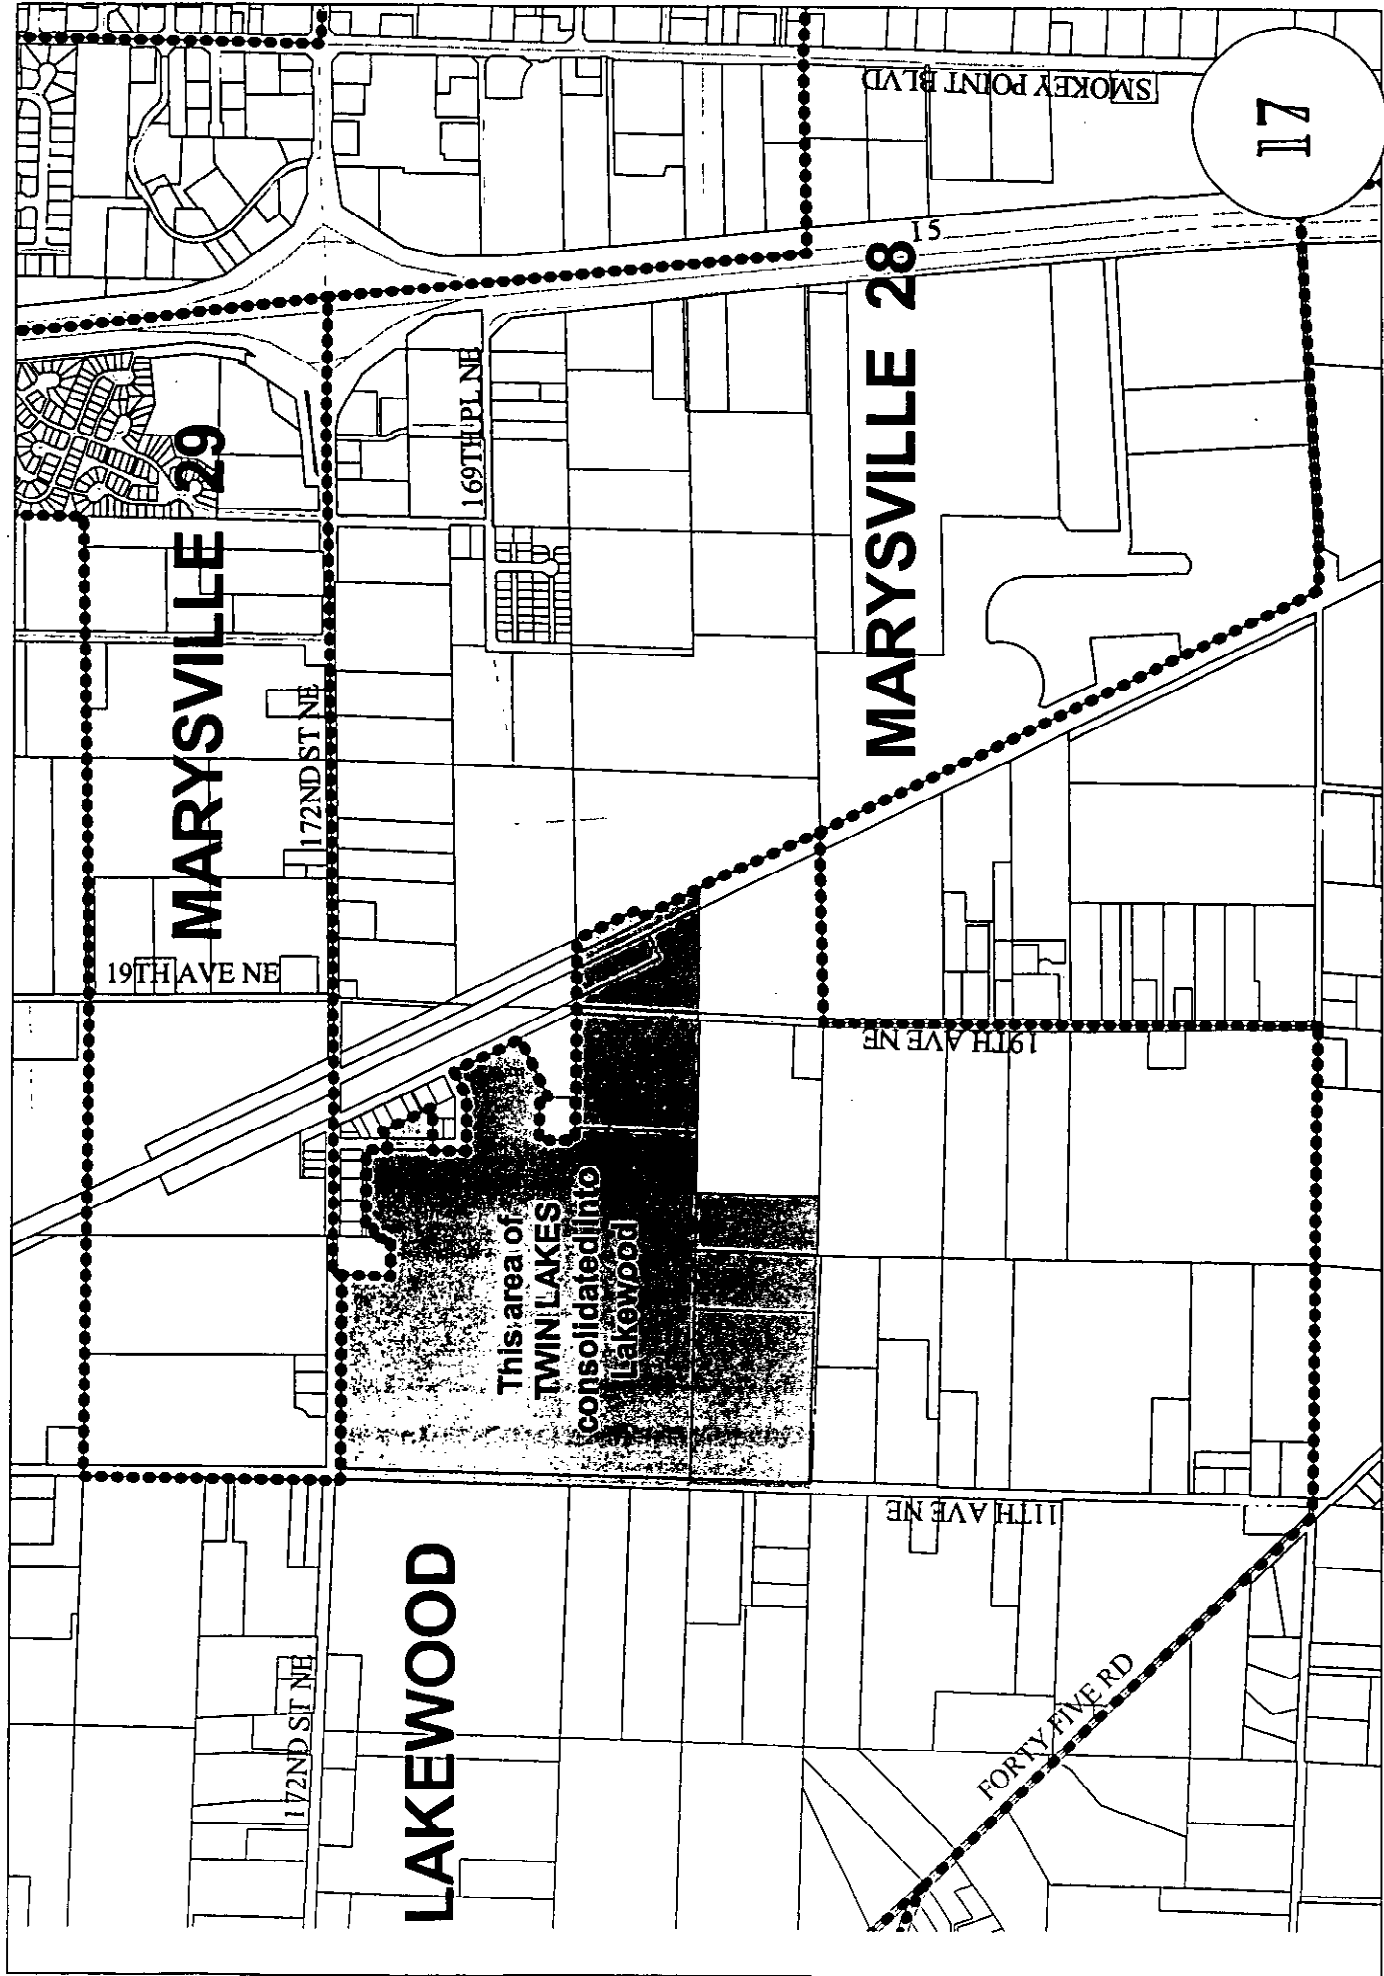 SMOKEY POINT BLVD
17
15
MARYSVILLE 28
MARYSVILLE 29
169TH PL NE
172ND ST NE
19TH AVE NE
19TH AVE NE
This area of
TWIN LAKES
consolidated into
Lakewood
11TH AVE NE
LAKEWOOD
172ND ST NE
FORTY FIVE RD